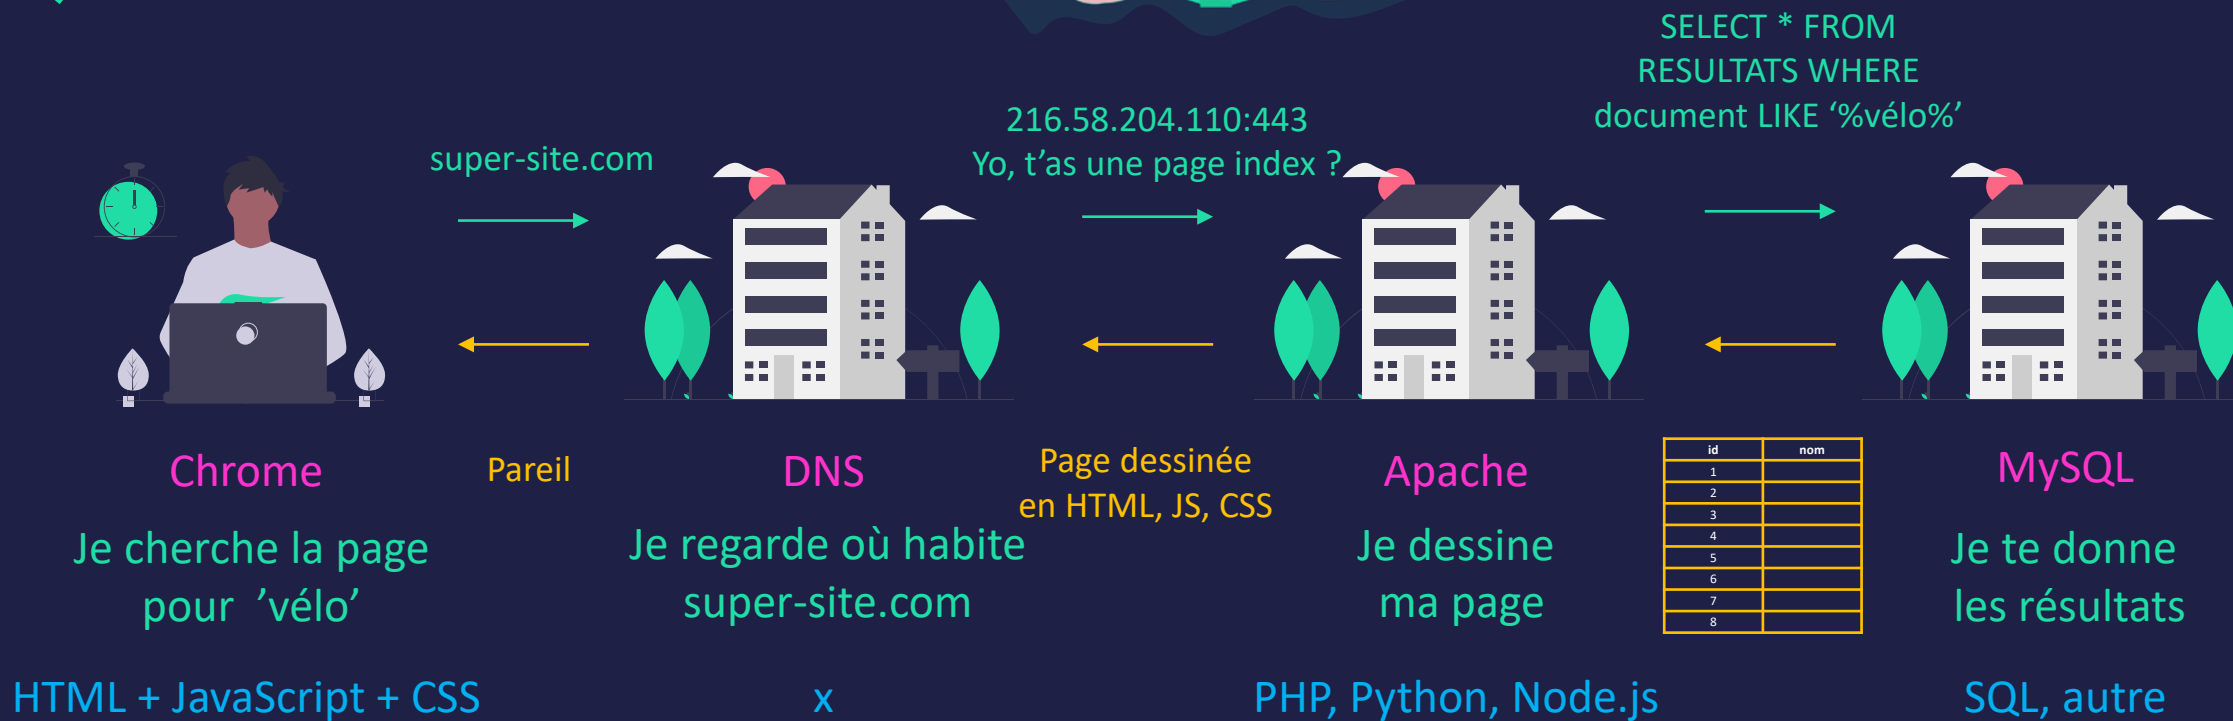 SELECT * FROM
RESULTATS WHERE
document LIKE ‘%vélo%’
216.58.204.110:443
Yo, t’as une page index ?
super-site.com
Chrome
Pareil
DNS
Page dessinée
en HTML, JS, CSS
Apache
id nom
1
2
3
4
5
6
7
8
MySQL
Je cherche la page
pour ’vélo’
Je regarde où habite
super-site.com
Je dessine
ma page
Je te donne
les résultats
HTML + JavaScript + CSS
x
PHP, Python, Node.js
SQL, autre